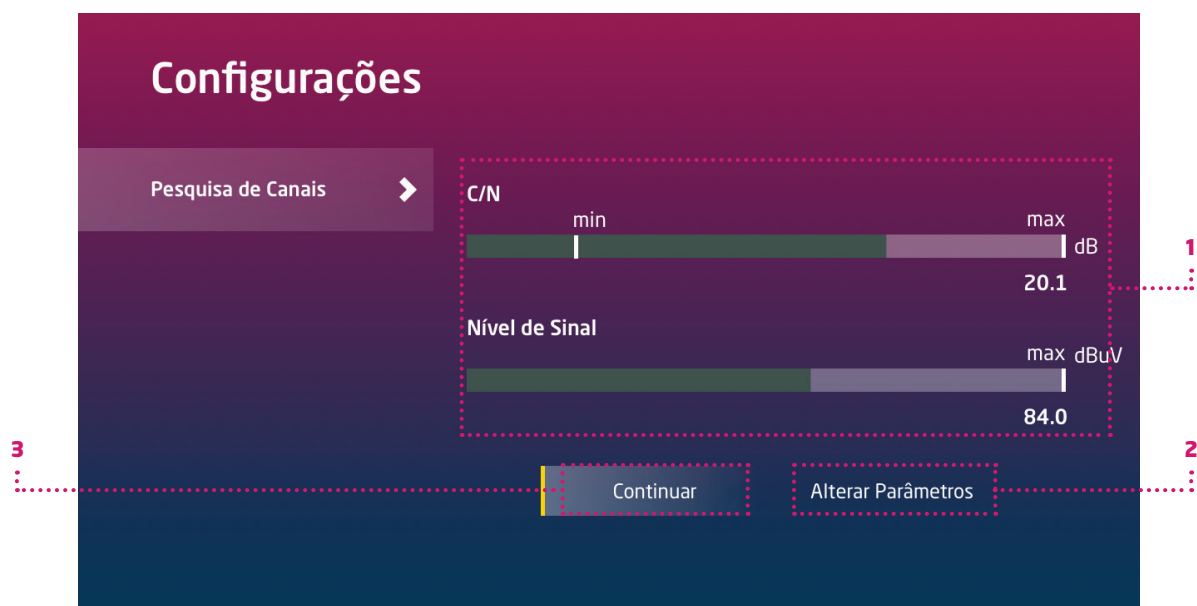 Configurações
Pesquisa de Canais
C/N
min max
dB
1
20.1
Nível de Sinal
max dBuV
84.0
3
2
Continuar Alterar Parâmetros